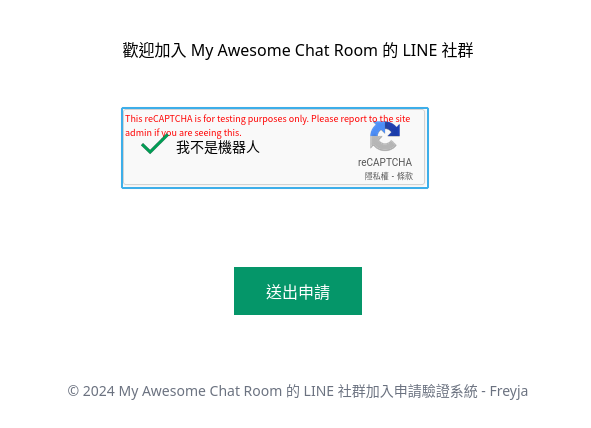 歡迎加入 My Awesome Chat Room 的 LINE 社群
This reCAPTCHA is for testing purposes only. Please report to the site
admin if you are seeing this.
我不是機器人
reCAPTCHA
隱私權 - 條款
送出申請
© 2024 My Awesome Chat Room 的 LINE 社群加入申請驗證系統 - Freyja